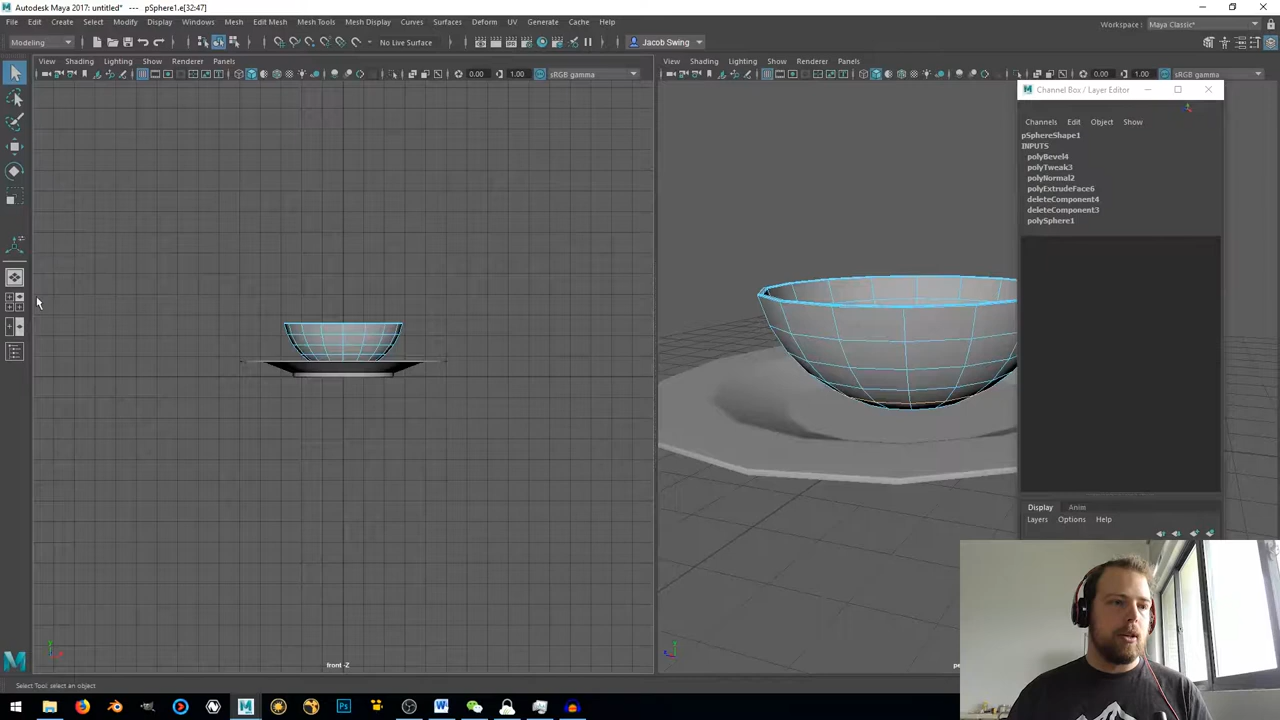 Autodesk Maya 2017: untitled* --- pSphere1.e[32:47]
File Edit Create Select Modify Display Windows Mesh Edit Mesh Mesh Tools Mesh Display Curves Surfaces Deform UV Generate Cache Help
Workspace : Maya Classic*
Modeling No Live Surface Jacob Swing
View Shading Lighting Show Renderer Panels
0.00 1.00 sRGB gamma
View Shading Lighting Show Renderer Panels
0.00 1.00 sRGB gamma
Channel Box / Layer Editor
Channels Edit Object Show
pSphereShape1
INPUTS
polyBevel4
polyTweak3
polyNormal2
polyExtrudeFace6
deleteComponent4
deleteComponent3
polySphere1
Display Anim
Layers Options Help
front -Z
Select Tool: select an object